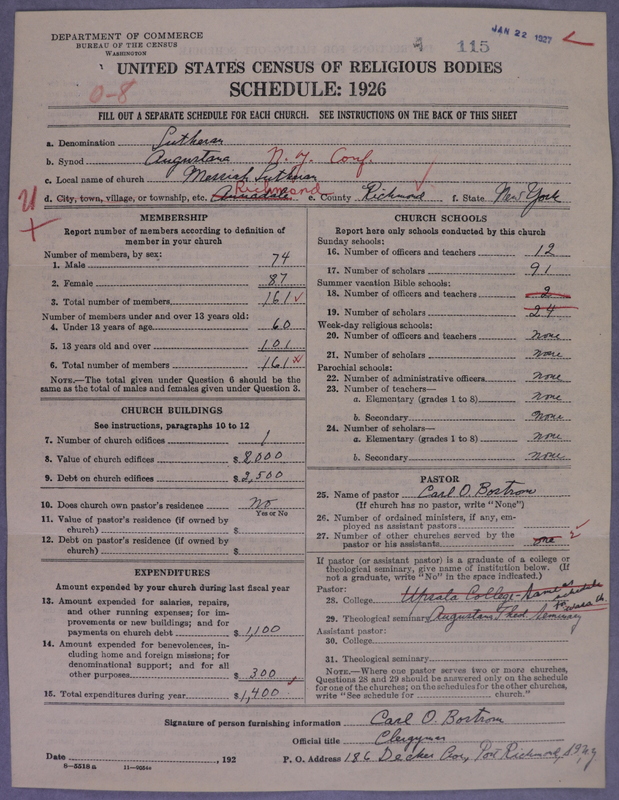 DEPARTMENT OF COMMERCE
BUREAU OF THE CENSUS
WASHINGTON
115
JAN 22 1927
UNITED STATES CENSUS OF RELIGIOUS BODIES
0-8
SCHEDULE: 1926
FILL OUT A SEPARATE SCHEDULE FOR EACH CHURCH. SEE INSTRUCTIONS ON THE BACK OF THIS SHEET
a. Denomination Lutheran
b. Synod Augustana N.Y. Conf.
c. Local name of church Messiah Lutheran
d. City, town, village, or township, etc. Annadale Richmond e. County Richmond f. State New York
MEMBERSHIP
Report number of members according to definition of
member in your church
Number of members, by sex:
1. Male 74
2. Female 87
3. Total number of members 161
Number of members under and over 13 years old:
4. Under 13 years of age 60
5. 13 years old and over 101
6. Total number of members 161
NOTE.—The total given under Question 6 should be
same as the total of males and females given under Question 3.
CHURCH BUILDINGS
See instructions, paragraphs 10 to 12
7. Number of church edifices 1
8. Value of church edifices $8000
9. Debt on church edifices $2,500
10. Does church own pastor's residence No
Yes or No
11. Value of pastor's residence (if owned by
church) $
12. Debt on pastor's residence (if owned by
church) $
EXPENDITURES
Amount expended by your church during last fiscal year
13. Amount expended for salaries, repairs,
and other running expenses; for im-
provements or new buildings; and for
payments on church debt $1,100
14. Amount expended for benevolences, in-
cluding home and foreign missions; for
denominational support; and for all
other purposes $300
15. Total expenditures during year $1,400
CHURCH SCHOOLS
Report here only schools conducted by this church
Sunday schools:
16. Number of officers and teachers 12
17. Number of scholars 91
Summer vacation Bible schools:
18. Number of officers and teachers 2
19. Number of scholars 24
Week-day religious schools:
20. Number of officers and teachers none
21. Number of scholars none
Parochial schools:
22. Number of administrative officers none
23. Number of teachers—
a. Elementary (grades 1 to 8) none
b. Secondary none
24. Number of scholars—
a. Elementary (grades 1 to 8) none
b. Secondary none
PASTOR
25. Name of pastor Carl O. Bostrom
(If church has no pastor, write "None")
26. Number of ordained ministers, if any, em-
ployed as assistant pastors
27. Number of other churches served by the
pastor or his assistants one 2
If pastor (or assistant pastor) is a graduate of a college or
theological seminary, give name of institution below. (If
not a graduate, write "No" in the space indicated.)
Pastor:
28. College Upsala College
29. Theological seminary Augustana Theol. Seminary
Assistant pastor:
30. College
31. Theological seminary
NOTE.—Where one pastor serves two or more churches,
Questions 28 and 29 should be answered only on the schedule
for one of the churches; on the schedules for the other churches,
write "See schedule for church."
Signature of person furnishing information Carl O. Bostrom
Official title Clergyman
Date , 192 P. O. Address 186 Decker Ave, Port Richmond, S.I. N.Y.
8—5518 a